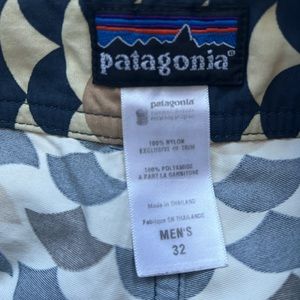 patagonia
patagonia
100% NYLON
EXCLUSIVE OF TRIM
100% POLYAMIDE
A PART LA GARNITURE
MADE IN THAILAND
Fabriqué EN THAILANDE
MEN'S
32